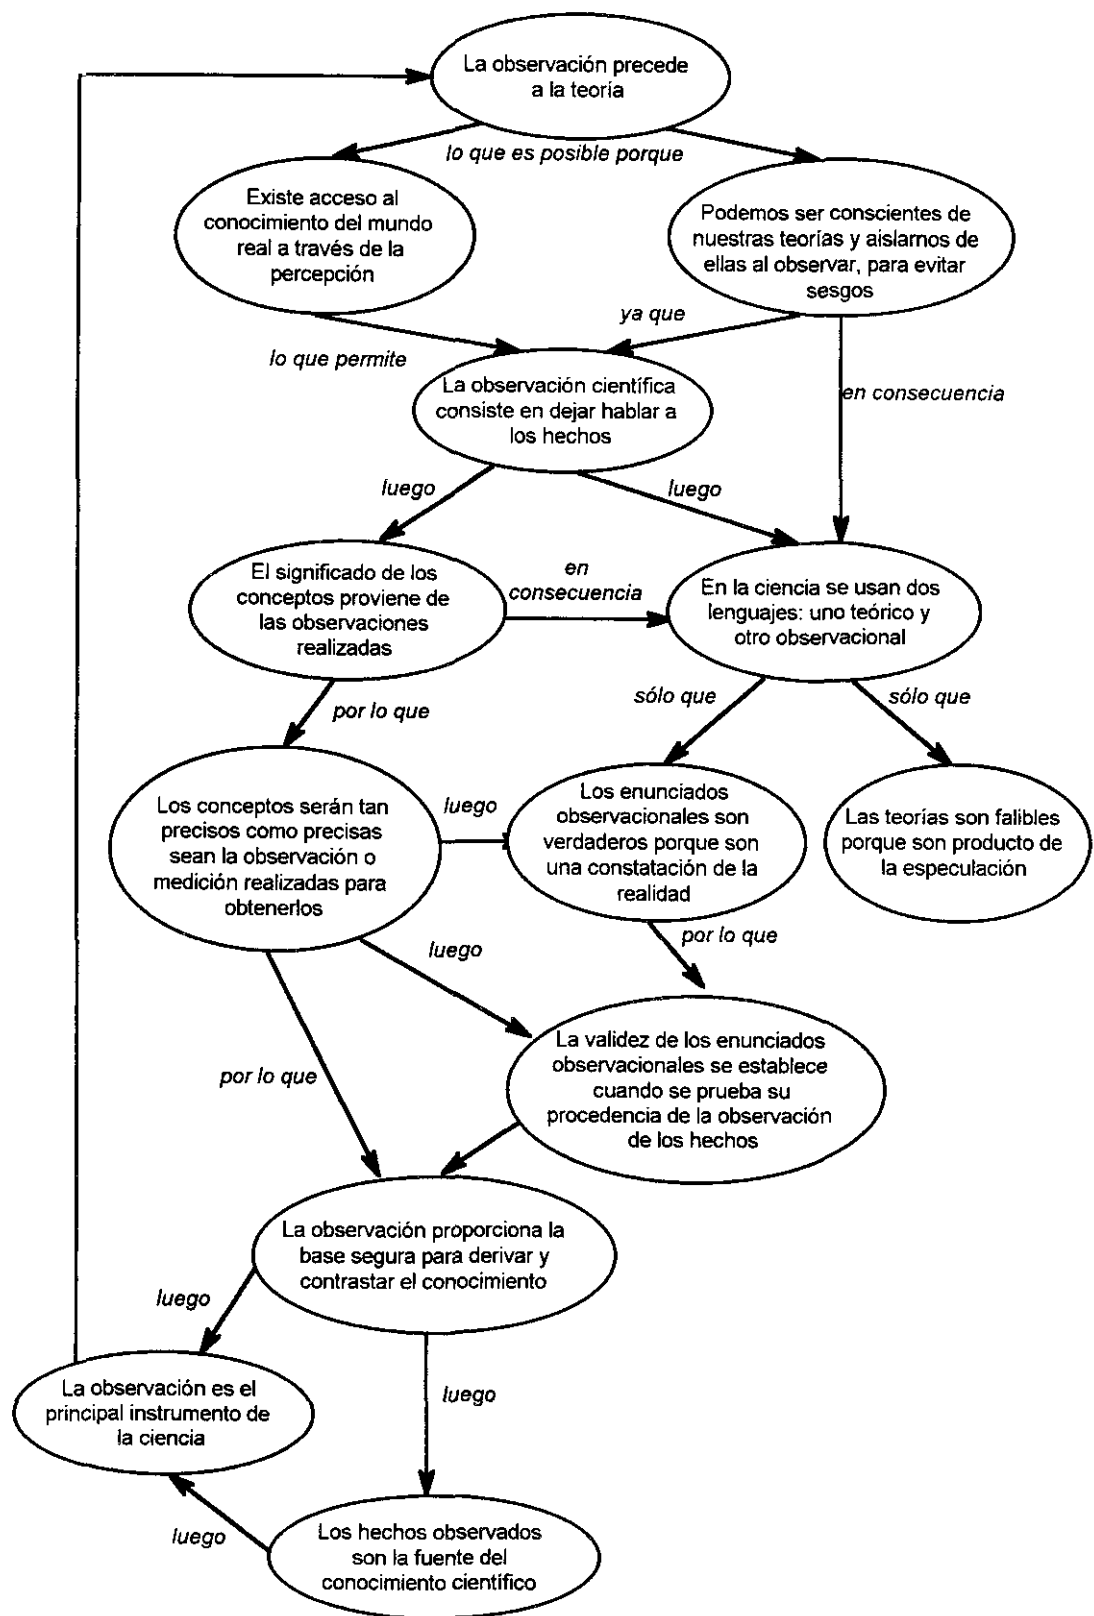 La observación precede
a la teoría
lo que es posible porque
Existe acceso al
conocimiento del mundo
real a través de la
percepción
Podemos ser conscientes de
nuestras teorías y aislarnos de
ellas al observar, para evitar
sesgos
ya que
lo que permite
La observación científica
consiste en dejar hablar a
los hechos
en consecuencia
luego
luego
El significado de los
conceptos proviene de
las observaciones
realizadas
en
consecuencia
En la ciencia se usan dos
lenguajes: uno teórico y
otro observacional
por lo que
sólo que
sólo que
Los conceptos serán tan
precisos como precisas
sean la observación o
medición realizadas para
obtenerlos
luego
Los enunciados
observacionales son
verdaderos porque son
una constatación de la
realidad
Las teorías son falibles
porque son producto de
la especulación
luego
por lo que
La validez de los enunciados
observacionales se establece
cuando se prueba su
procedencia de la observación
de los hechos
por lo que
La observación proporciona la
base segura para derivar y
contrastar el conocimiento
luego
luego
La observación es el
principal instrumento de
la ciencia
luego
Los hechos observados
son la fuente del
conocimiento científico